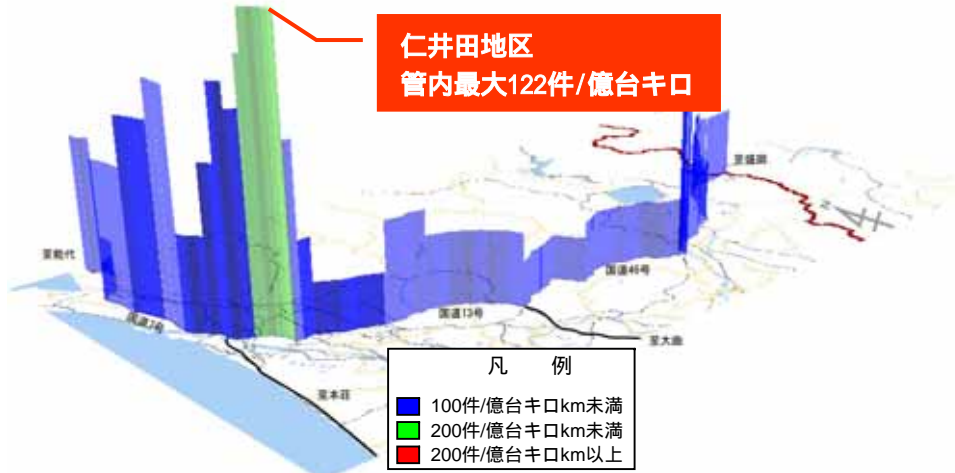 仁井田地区
管内最大122件/億台キロ
至盛岡
至能代
国道46号
国道7号
国道13号
至大曲
至本荘
凡 例
100件/億台キロkm未満
200件/億台キロkm未満
200件/億台キロkm以上